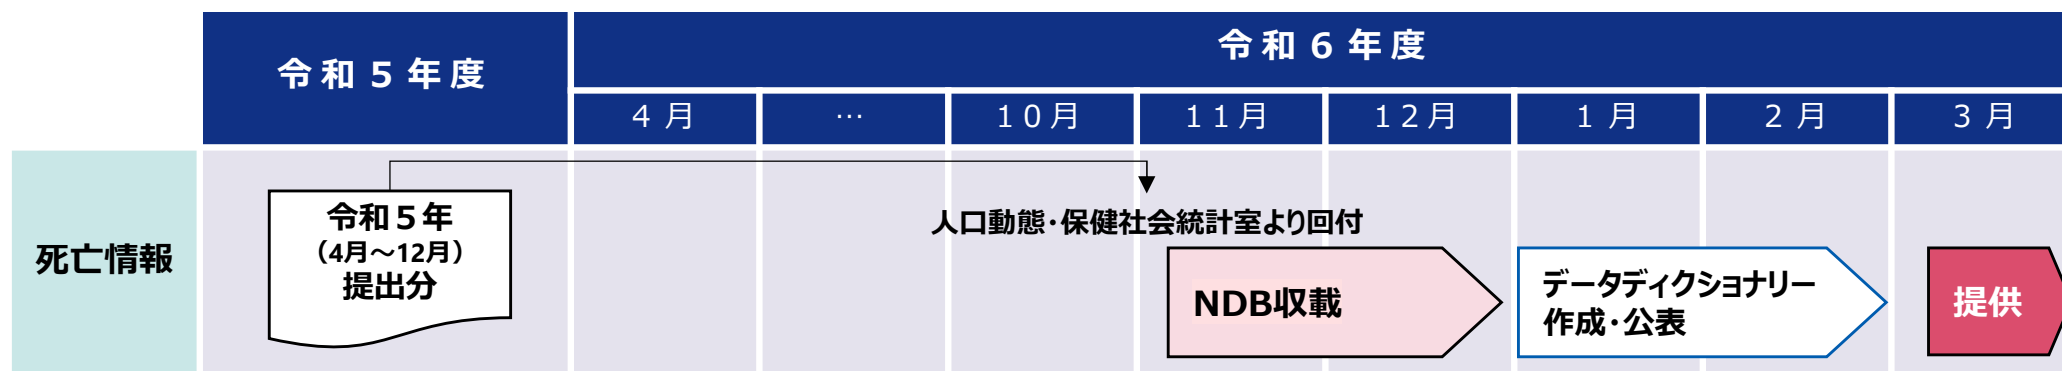 令和5年度
令和6年度
4月
…
10月
11月
12月
1月
2月
3月
死亡情報
令和5年
(4月~12月)
提出分
人口動態・保健社会統計室より回付
NDB収載
データディクショナリー
作成・公表
提供